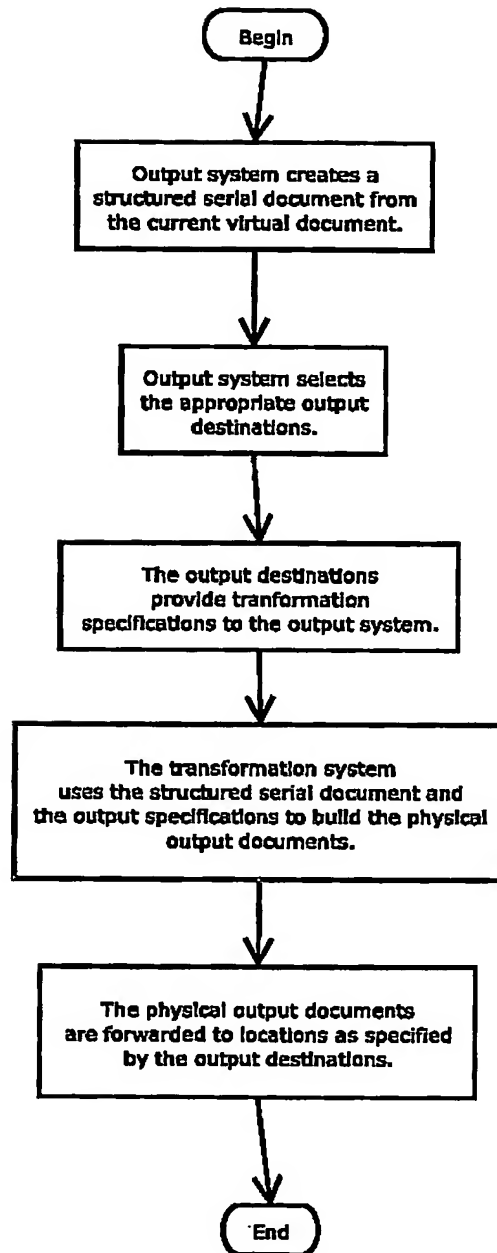 Begin
Output system creates a
structured serial document from
the current virtual document.
Output system selects
the appropriate output
destinations.
The output destinations
provide tranformation
specifications to the output system.
The transformation system
uses the structured serial document and
the output specifications to build the physical
output documents.
The physical output documents
are forwarded to locations as specified
by the output destinations.
End